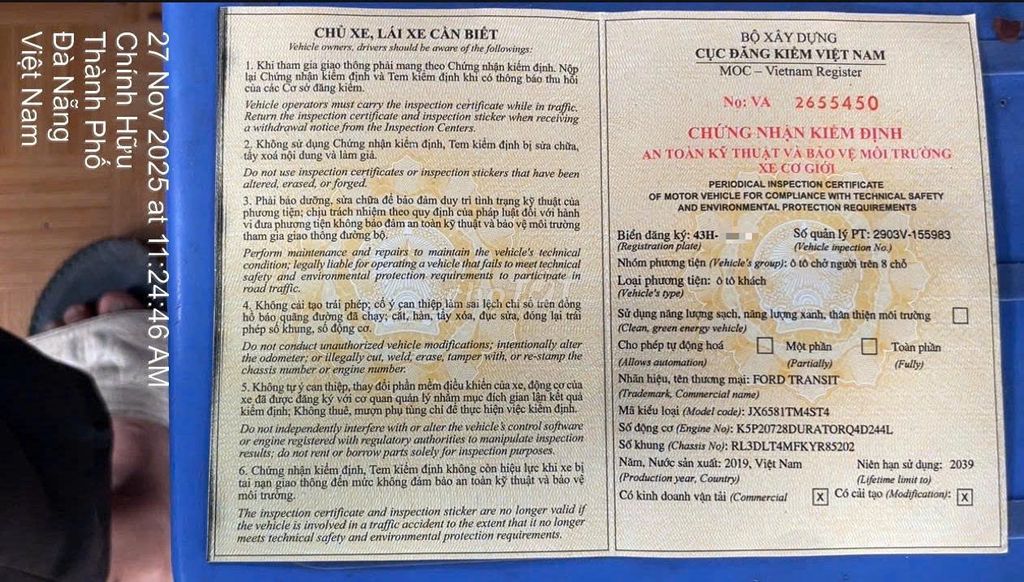 27 Nov 2025 at 11:24:46 AM
Chính Hữu
Thành Phố
Đà Nẵng
Việt Nam
CHỦ XE, LÁI XE CẦN BIẾT
Vehicle owners, drivers should be aware of the followings:
1. Khi tham gia giao thông phải mang theo Chứng nhận kiểm định. Nộp
lại Chứng nhận kiểm định và Tem kiểm định khi có thông báo thu hồi
của các Cơ sở đăng kiểm.
Vehicle operators must carry the inspection certificate while in traffic.
Return the inspection certificate and inspection sticker when receiving
a withdrawal notice from the Inspection Centers.
2. Không sử dụng Chứng nhận kiểm định, Tem kiểm định bị sửa chữa,
tẩy xoá nội dung và làm giả.
Do not use inspection certificates or inspection stickers that have been
altered, erased, or forged.
3. Phải bảo dưỡng, sửa chữa để bảo đảm duy trì tình trạng kỹ thuật của
phương tiện; chịu trách nhiệm theo quy định của pháp luật đối với hành
vi đưa phương tiện không bảo đảm an toàn kỹ thuật và bảo vệ môi trường
tham gia giao thông đường bộ.
Perform maintenance and repairs to maintain the vehicle's technical
condition; legally liable for operating a vehicle that fails to meet technical
safety and environmental protection requirements to participate in
road traffic.
4. Không cải tạo trái phép; cố ý can thiệp làm sai lệch chỉ số trên đồng
hồ báo quãng đường đã chạy; cắt, hàn, tẩy xóa, đục sửa, đóng lại trái
phép số khung, số động cơ.
Do not conduct unauthorized vehicle modifications; intentionally alter
the odometer; or illegally cut, weld, erase, tamper with, or re-stamp the
chassis number or engine number.
5. Không tự ý can thiệp, thay đổi phần mềm điều khiển của xe, động cơ của
xe đã được đăng ký với cơ quan quản lý nhằm mục đích gian lận kết quả
kiểm định; Không thuê, mượn phụ tùng chỉ để thực hiện việc kiểm định.
Do not independently interfere with or alter the vehicle's control software
or engine registered with regulatory authorities to manipulate inspection
results; do not rent or borrow parts solely for inspection purposes.
6. Chứng nhận kiểm định, Tem kiểm định không còn hiệu lực khi xe bị
tai nạn giao thông đến mức không đảm bảo an toàn kỹ thuật và bảo vệ
môi trường.
The inspection certificate and inspection sticker are no longer valid if
the vehicle is involved in a traffic accident to the extent that it no longer
meets technical safety and environmental protection requirements.
BỘ XÂY DỰNG
CỤC ĐĂNG KIỂM VIỆT NAM
MOC – Vietnam Register
No: VA 2655450
CHỨNG NHẬN KIỂM ĐỊNH
AN TOÀN KỸ THUẬT VÀ BẢO VỆ MÔI TRƯỜNG
XE CƠ GIỚI
PERIODICAL INSPECTION CERTIFICATE
OF MOTOR VEHICLE FOR COMPLIANCE WITH TECHNICAL SAFETY
AND ENVIRONMENTAL PROTECTION REQUIREMENTS
Biển đăng ký: 43H- Số quản lý PT: 2903V-155983
(Registration plate) (Vehicle inpection No.)
Nhóm phương tiện (Vehicle's group): ô tô chở người trên 8 chỗ
Loại phương tiện: ô tô khách
(Vehicle's type)
Sử dụng năng lượng sạch, năng lượng xanh, thân thiện môi trường
(Clean, green energy vehicle)
Cho phép tự động hoá Một phần Toàn phần
(Allows automation) (Partially) (Fully)
Nhãn hiệu, tên thương mại: FORD TRANSIT
(Trademark, Commercial name)
Mã kiểu loại (Model code): JX6581TM4ST4
Số động cơ (Engine No): K5P20728DURATORQ4D244L
Số khung (Chassis No): RL3DLT4MFKYR85202
Năm, Nước sản xuất: 2019, Việt Nam Niên hạn sử dụng: 2039
(Production year, Country) (Lifetime limit to)
Có kinh doanh vận tải (Commercial X Có cải tạo (Modification): X